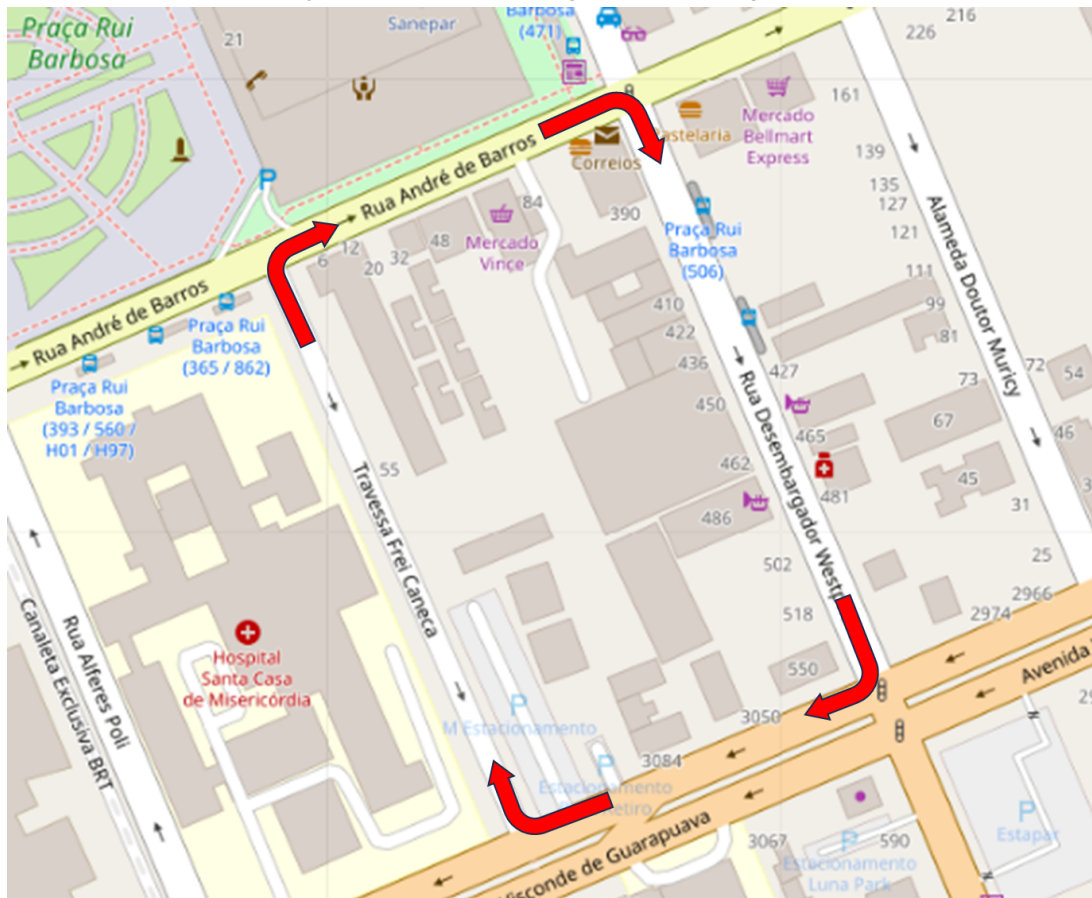 Praça Rui
Barbosa
21
Sanepar
Barbosa
(471)
216
226
161
Mercado
Bellmart
Express
139
135
127
121
111
99
81
Pastelaria
Correios
Rua André de Barros
84
390
Mercado
Vince
48
32
20
12
6
Praça Rui
Barbosa
(506)
Alameda Doutor Muricy
Rua André de Barros
Praça Rui
Barbosa
(365 / 862)
Praça Rui
Barbosa
(393 / 560 /
H01 / H97)
410
422
436
450
462
486
502
518
550
427
465
481
Rua Desembargador Westp
73
67
45
31
25
72
54
46
2966
2974
55
Travessa Frei Caneca
Hospital
Santa Casa
de Misericórdia
Rua Alferes Poli
Canaleta Exclusiva BRT
M Estacionamento
Estacionamento
3050
3084
Avenida
Visconde de Guarapuava
3067
590
Estacionamento
Luna Park
Estapar